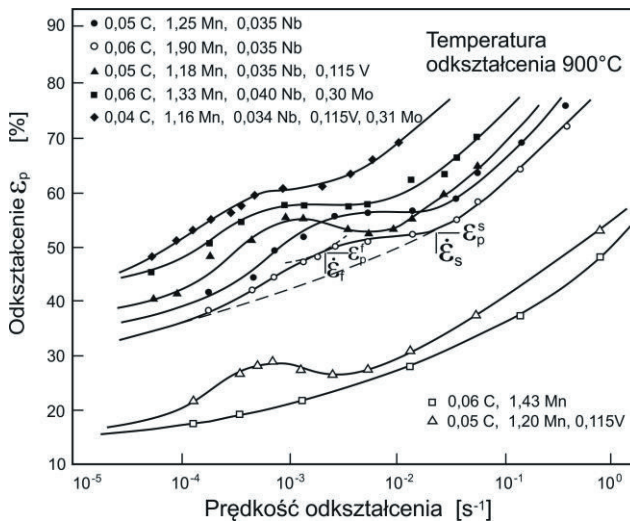 Odkształcenie εp [%]
90
80
70
60
50
40
30
20
10
0,05 C, 1,25 Mn, 0,035 Nb
0,06 C, 1,90 Mn, 0,035 Nb
0,05 C, 1,18 Mn, 0,035 Nb, 0,115 V
0,06 C, 1,33 Mn, 0,040 Nb, 0,30 Mo
0,04 C, 1,16 Mn, 0,034 Nb, 0,115V, 0,31 Mo
Temperatura
odkształcenia 900°C
ε̇f εp^f
ε̇s εp^s
0,06 C, 1,43 Mn
0,05 C, 1,20 Mn, 0,115V
10⁻⁵ 10⁻⁴ 10⁻³ 10⁻² 10⁻¹ 10⁰
Prędkość odkształcenia [s⁻¹]